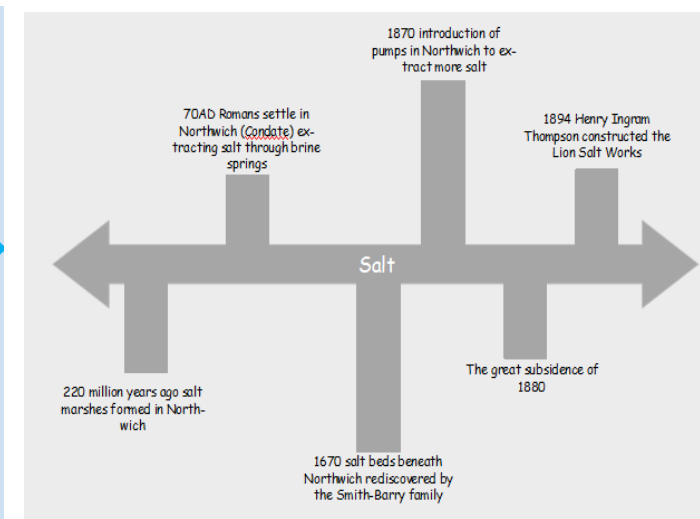 1870 introduction of
pumps in Northwich to ex-
tract more salt
70AD Romans settle in
Northwich (Condate) ex-
tracting salt through brine
springs
1894 Henry Ingram
Thompson constructed the
Lion Salt Works
Salt
220 million years ago salt
marshes formed in North-
wich
The great subsidence of
1880
1670 salt beds beneath
Northwich rediscovered by
the Smith-Barry family